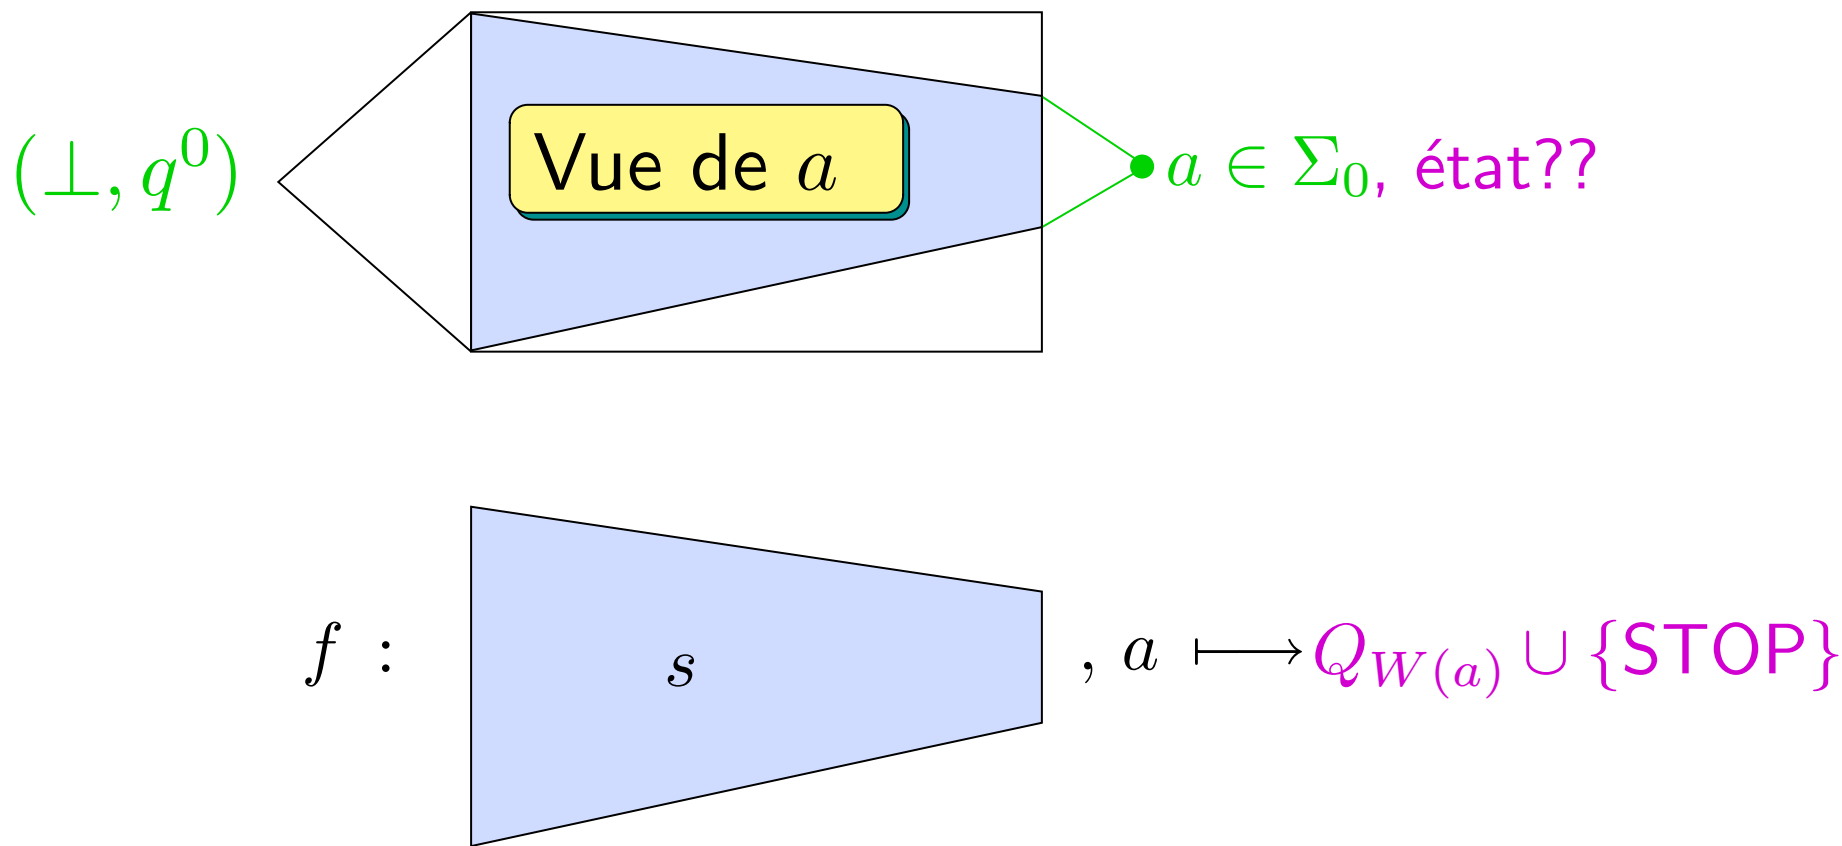 (⊥, q⁰) Vue de a a ∈ Σ₀, état??
f : s , a ⟼ Q_{W(a)} ∪ {STOP}